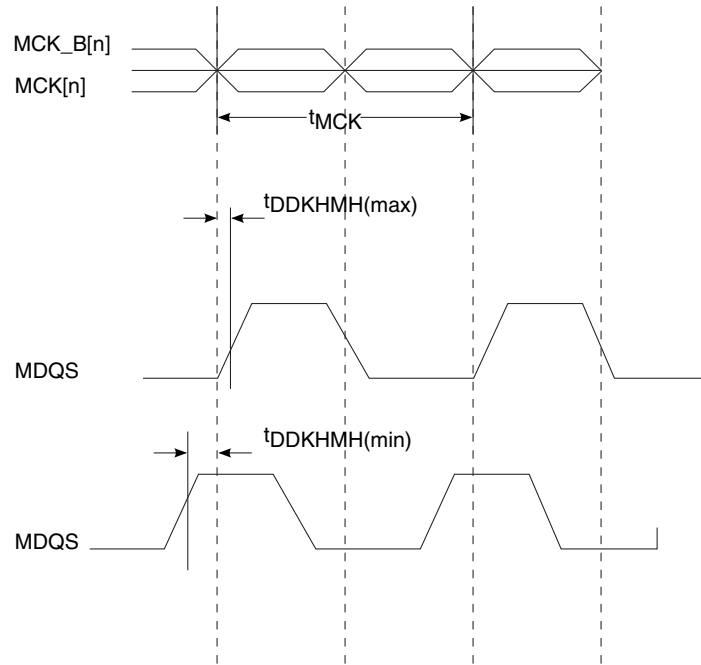 MCK_B[n]
MCK[n]
tMCK
tDDKHMH(max)
MDQS
tDDKHMH(min)
MDQS